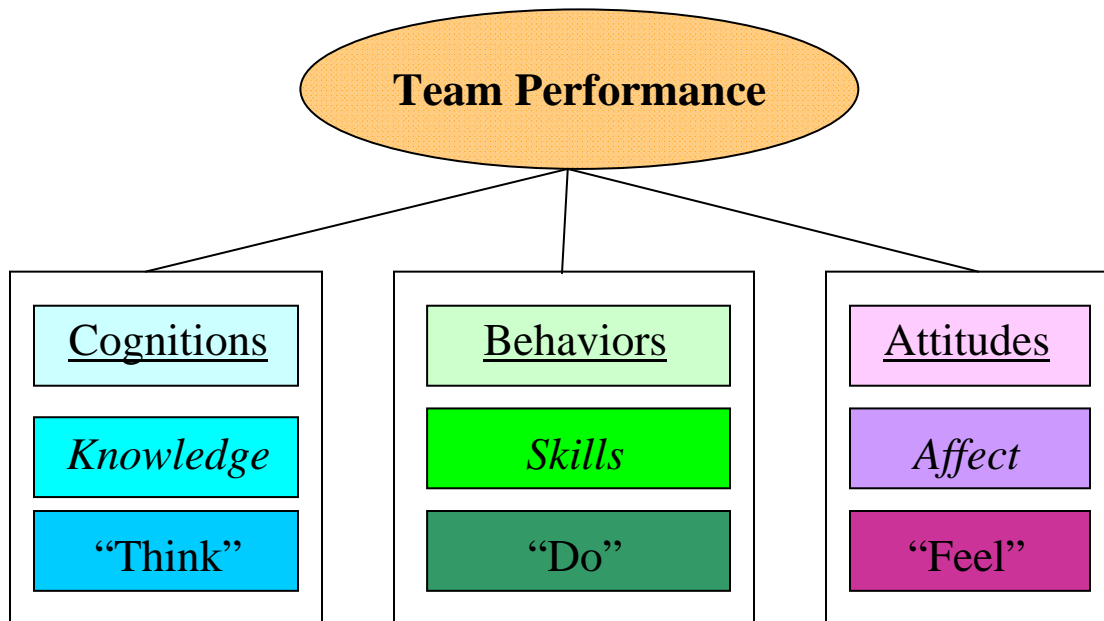 Team Performance
Cognitions
Knowledge
“Think”
Behaviors
Skills
“Do”
Attitudes
Affect
“Feel”